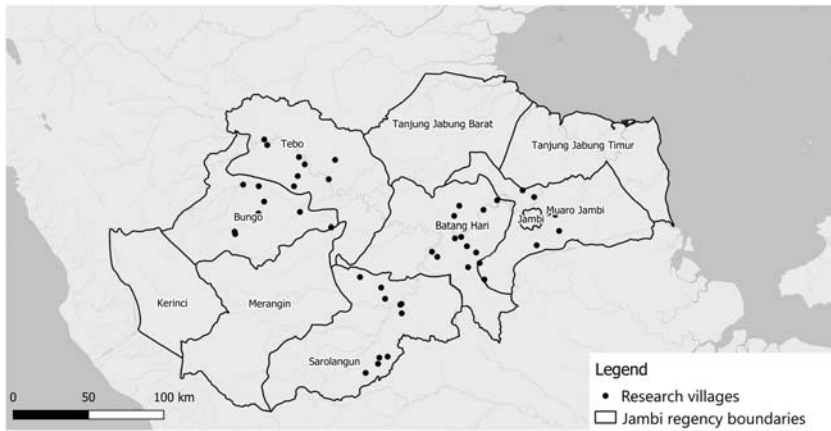 Tanjung Jabung Barat
Tebo
Tanjung Jabung Timur
Bungo
Batang Hari
Jambi
Muaro Jambi
Kerinci
Merangin
Sarolangun
Legend
Research villages
Jambi regency boundaries
0 50 100 km